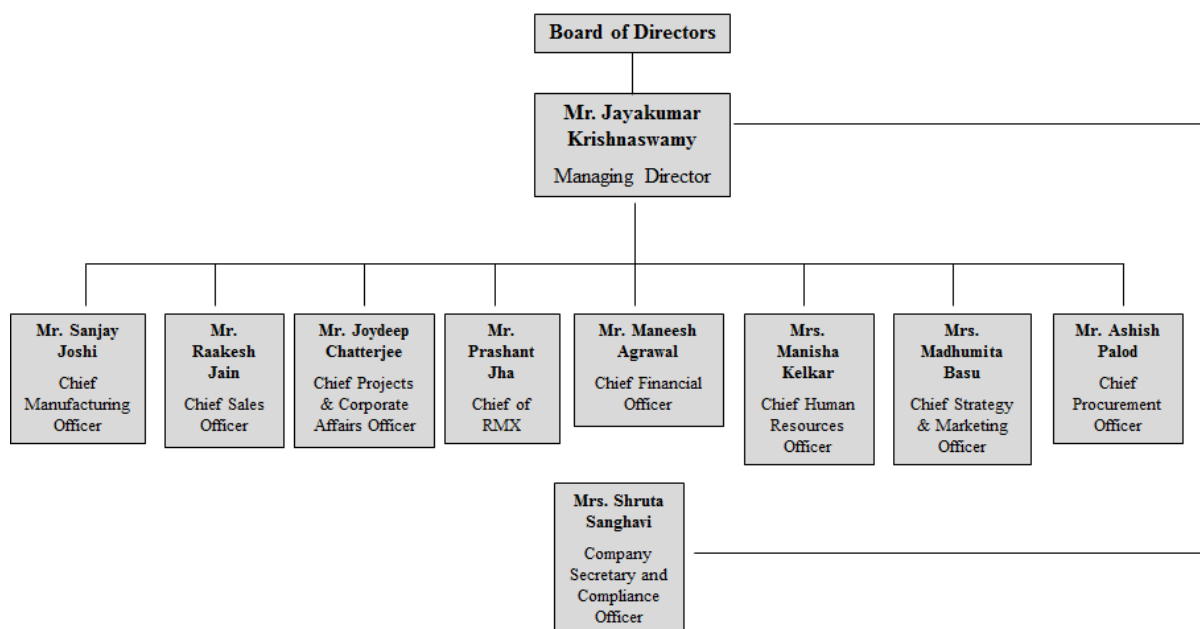 Board of Directors
Mr. Jayakumar
Krishnaswamy
Managing Director
Mr. Sanjay
Joshi
Chief
Manufacturing
Officer
Mr.
Raakesh
Jain
Chief Sales
Officer
Mr. Joydeep
Chatterjee
Chief Projects
& Corporate
Affairs Officer
Mr.
Prashant
Jha
Chief of
RMX
Mr. Maneesh
Agrawal
Chief Financial
Officer
Mrs.
Manisha
Kelkar
Chief Human
Resources
Officer
Mrs.
Madhumita
Basu
Chief Strategy
& Marketing
Officer
Mr. Ashish
Palod
Chief
Procurement
Officer
Mrs. Shruta
Sanghavi
Company
Secretary and
Compliance
Officer